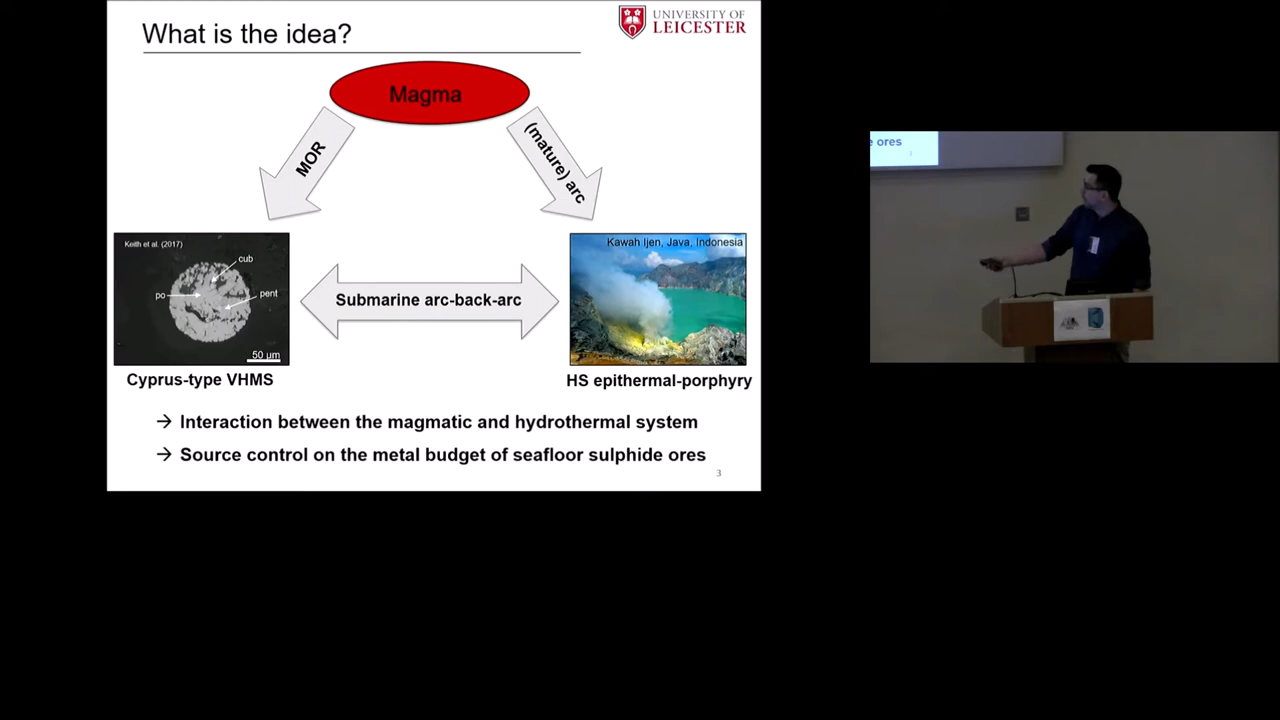 What is the idea?
UNIVERSITY OF
LEICESTER
Magma
MOR
(mature) arc
Keith et al. (2017)
cub
po
pent
50 µm
Submarine arc-back-arc
Kawah Ijen, Java, Indonesia
Cyprus-type VHMS
HS epithermal-porphyry
→ Interaction between the magmatic and hydrothermal system
→ Source control on the metal budget of seafloor sulphide ores
3
e ores